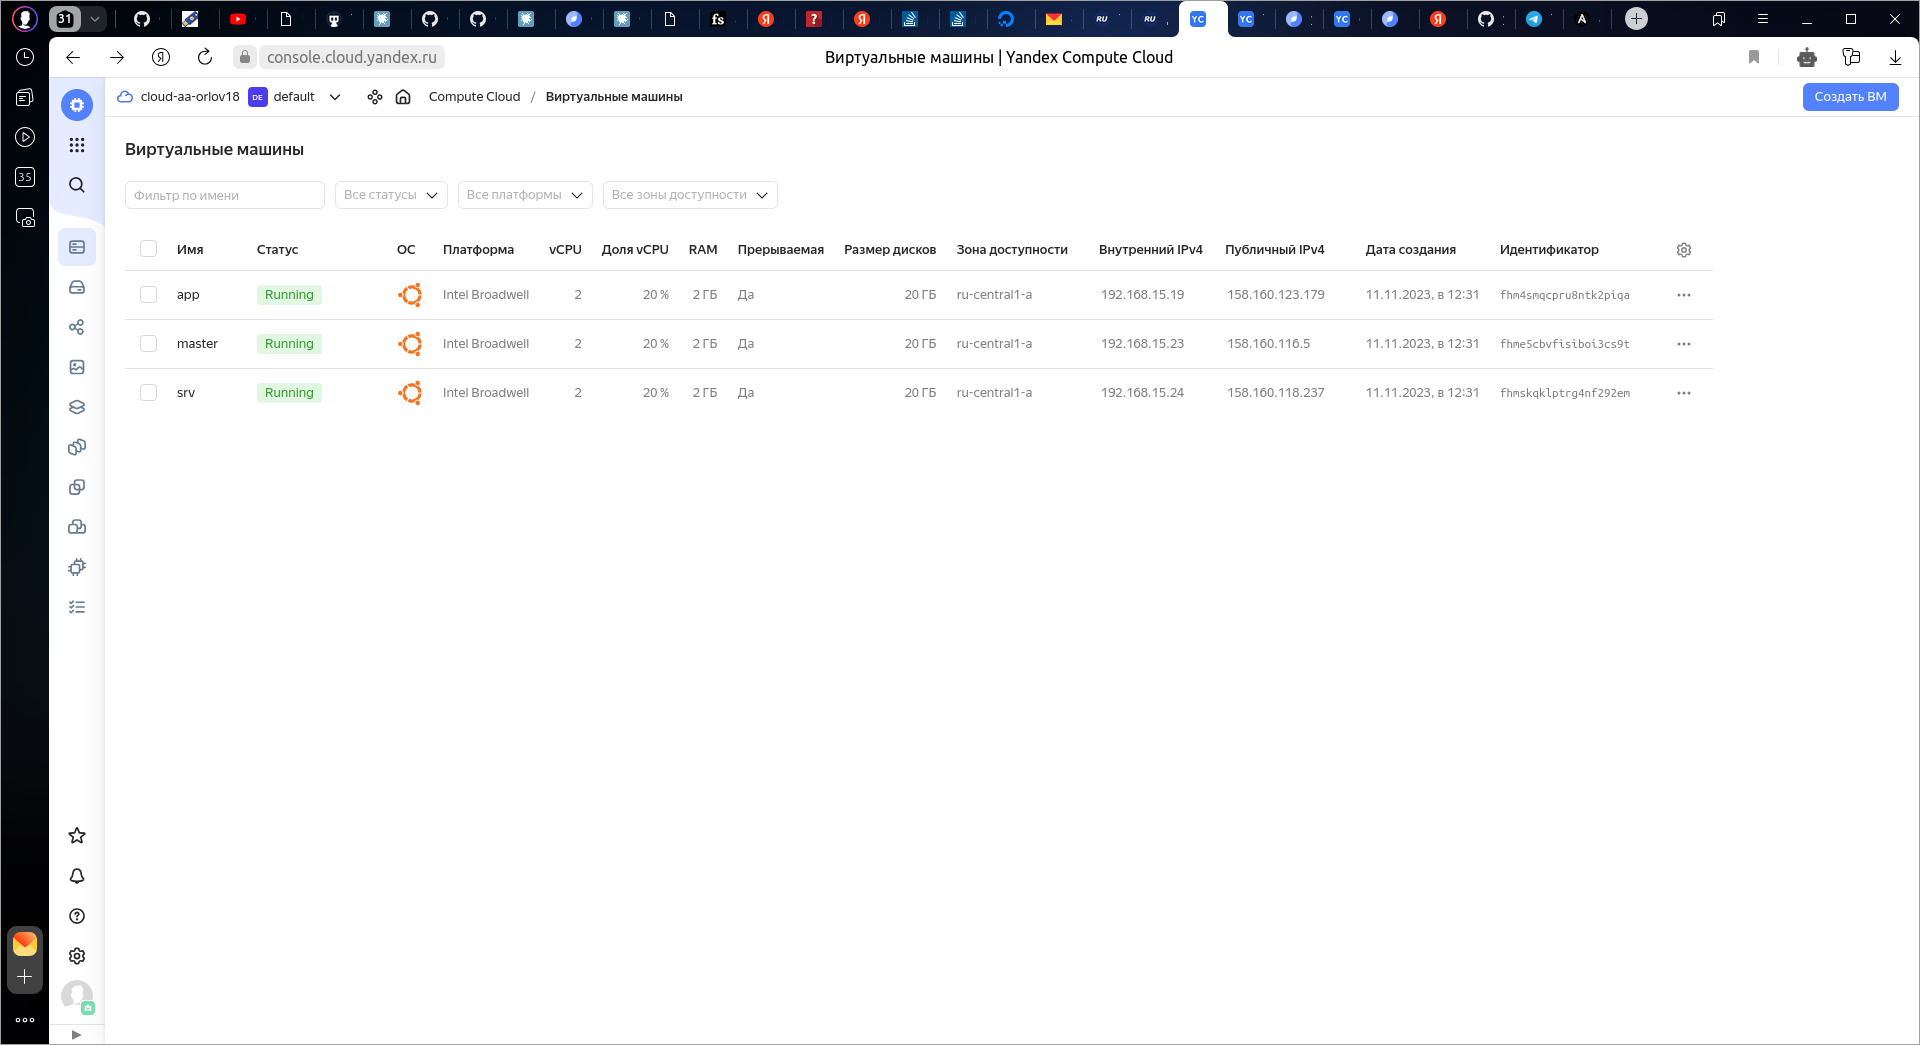 31
fs
Я
?
Я
RU
RU
YC
YC
YC
Я
A
Я
console.cloud.yandex.ru
Виртуальные машины | Yandex Compute Cloud
35
cloud-aa-orlov18 DE default Compute Cloud / Виртуальные машины
Создать ВМ
Виртуальные машины
Фильтр по имени Все статусы Все платформы Все зоны доступности
Имя Статус ОС Платформа vCPU Доля vCPU RAM Прерываемая Размер дисков Зона доступности Внутренний IPv4 Публичный IPv4 Дата создания Идентификатор
app Running Intel Broadwell 2 20 % 2 ГБ Да 20 ГБ ru-central1-a 192.168.15.19 158.160.123.179 11.11.2023, в 12:31 fhm4smqcpru8ntk2piqa
master Running Intel Broadwell 2 20 % 2 ГБ Да 20 ГБ ru-central1-a 192.168.15.23 158.160.116.5 11.11.2023, в 12:31 fhme5cbvfisiboi3cs9t
srv Running Intel Broadwell 2 20 % 2 ГБ Да 20 ГБ ru-central1-a 192.168.15.24 158.160.118.237 11.11.2023, в 12:31 fhmskqklptrg4nf292em